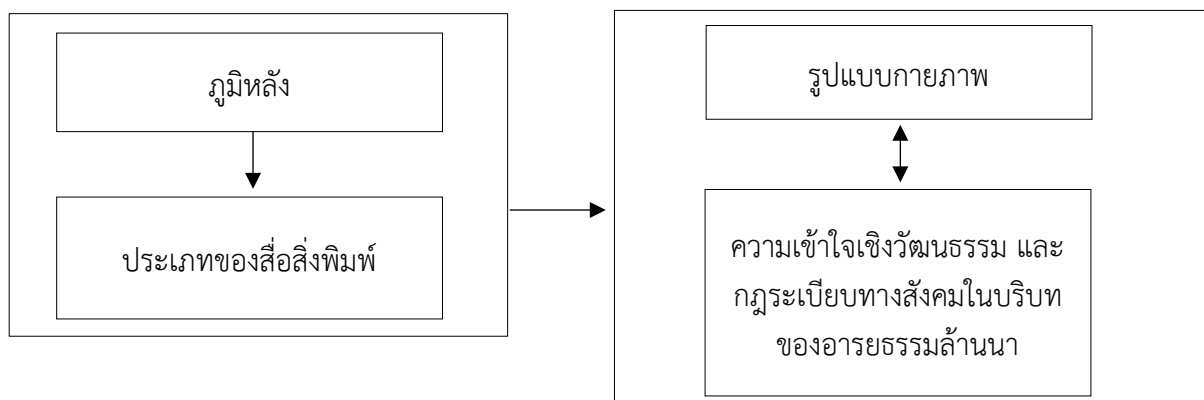 ภูมิหลัง
ประเภทของสื่อสิ่งพิมพ์
รูปแบบกายภาพ
ความเข้าใจเชิงวัฒนธรรม และ
กฎระเบียบทางสังคมในบริบท
ของอารยธรรมล้านนา